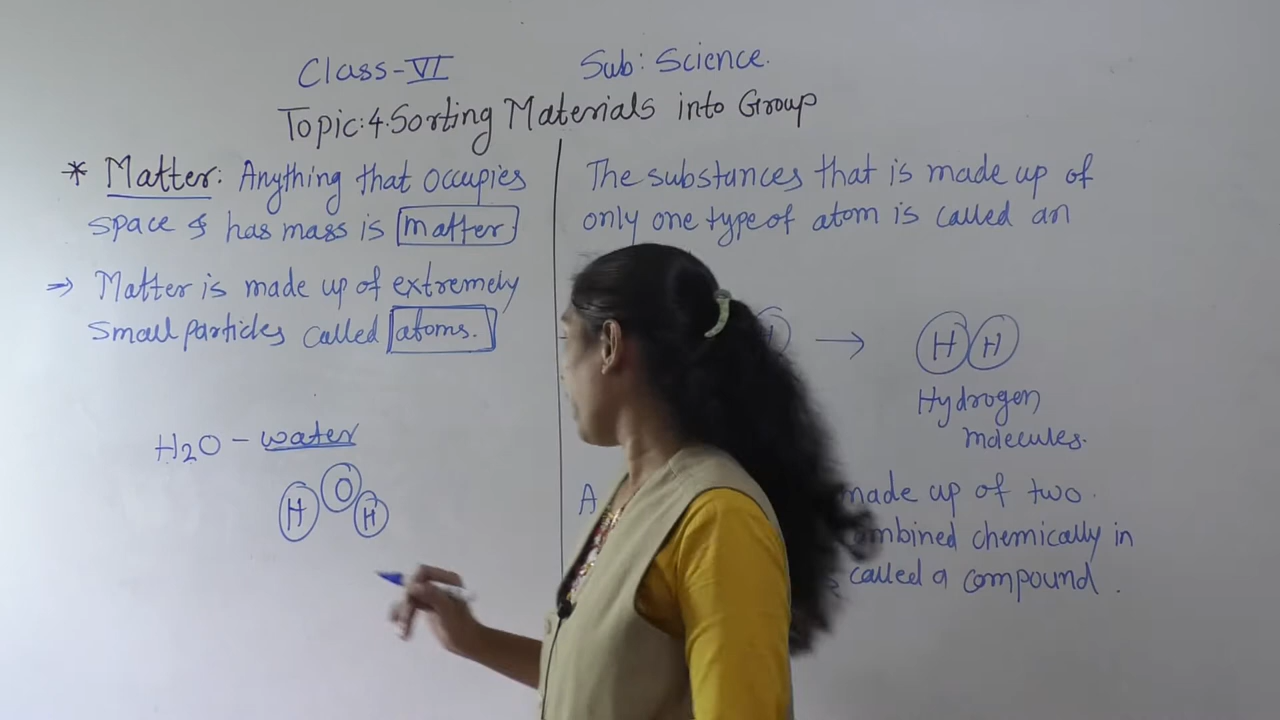 Class-VI Sub: Science.
Topic:4.Sorting Materials into Group
* Matter: Anything that occupies
space & has mass is matter
⇒ Matter is made up of extremely
small particles called atoms.
H2O - water
H O H
The substances that is made up of
only one type of atom is called an
H → H H
Hydrogen
molecules.
A made up of two
combined chemically in
called a compound.